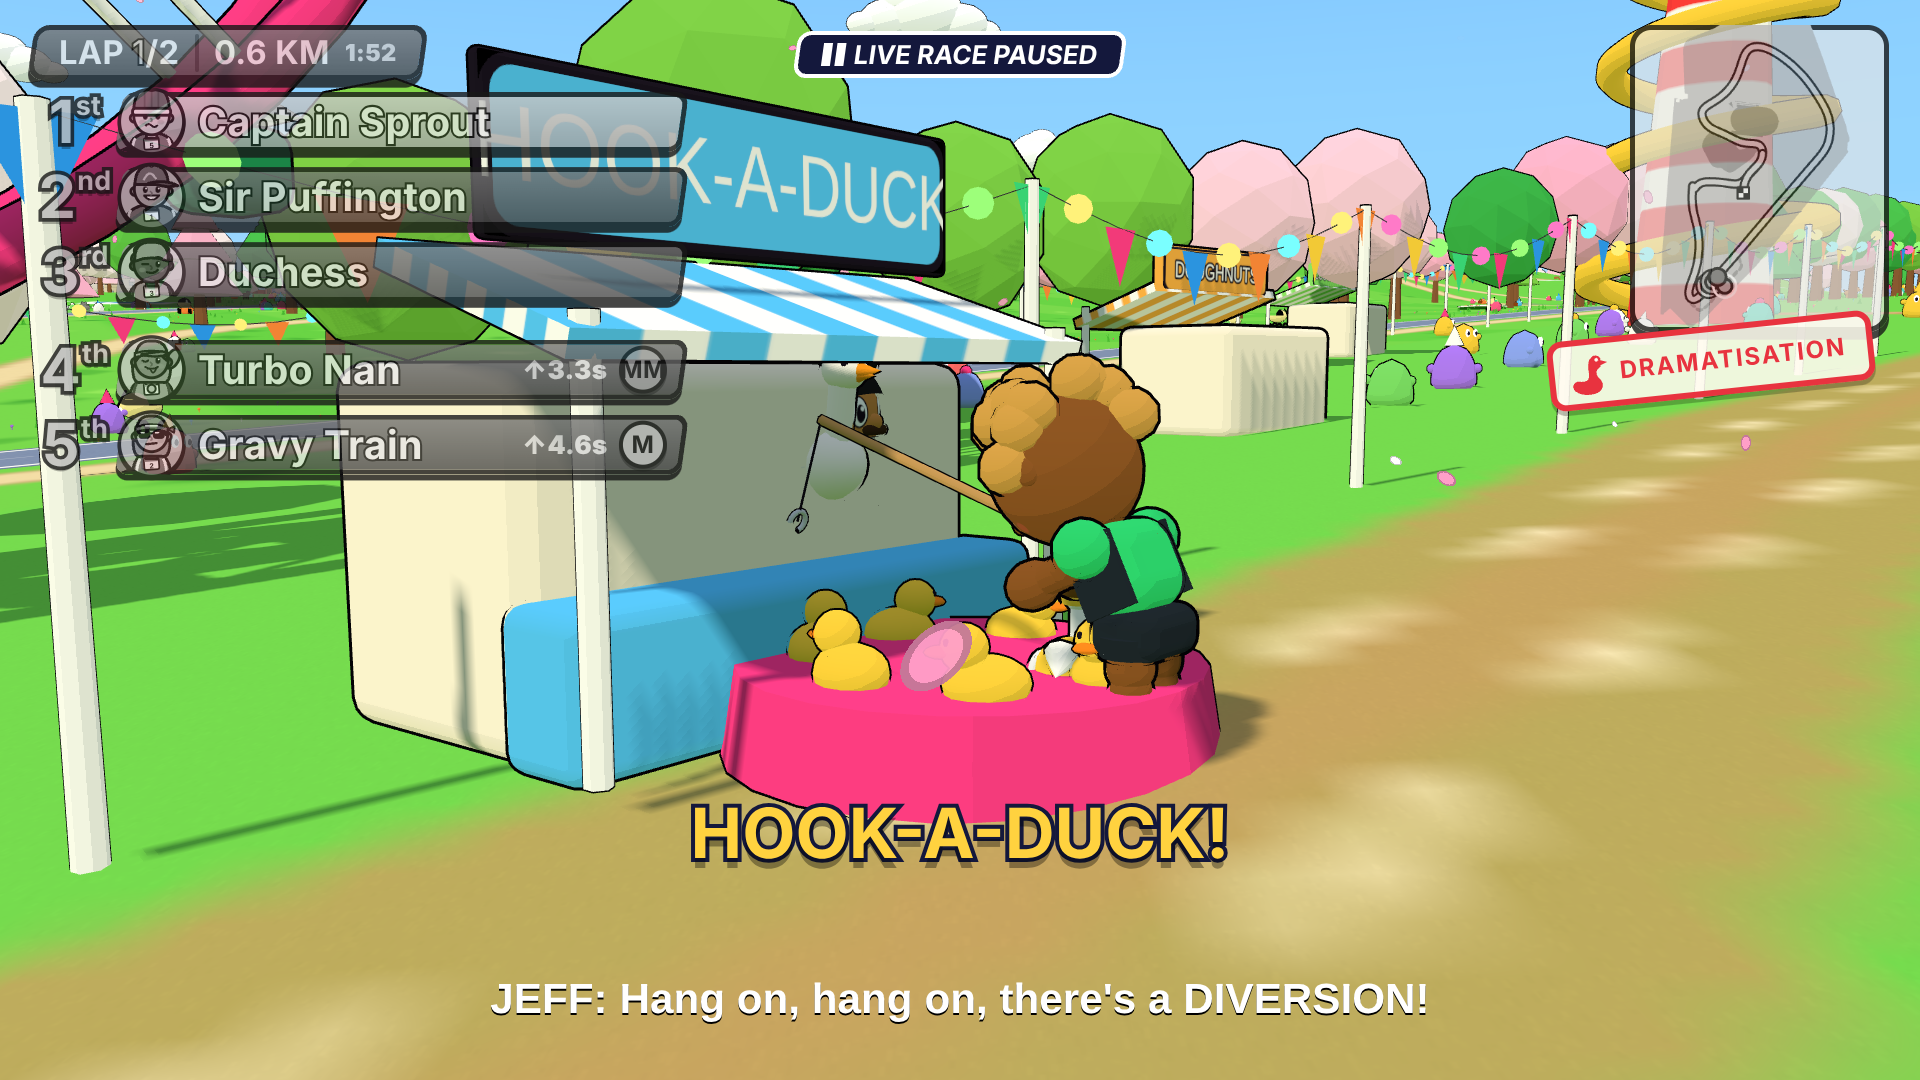 LAP 1/2 0.6 KM 1:52
LIVE RACE PAUSED
1st Captain Sprout
2nd Sir Puffington
3rd Duchess
4th Turbo Nan ↑3.3s MM
5th Gravy Train ↑4.6s M
HOOK-A-DUCK
DOUGHNUTS
DRAMATISATION
HOOK-A-DUCK!
JEFF: Hang on, hang on, there's a DIVERSION!